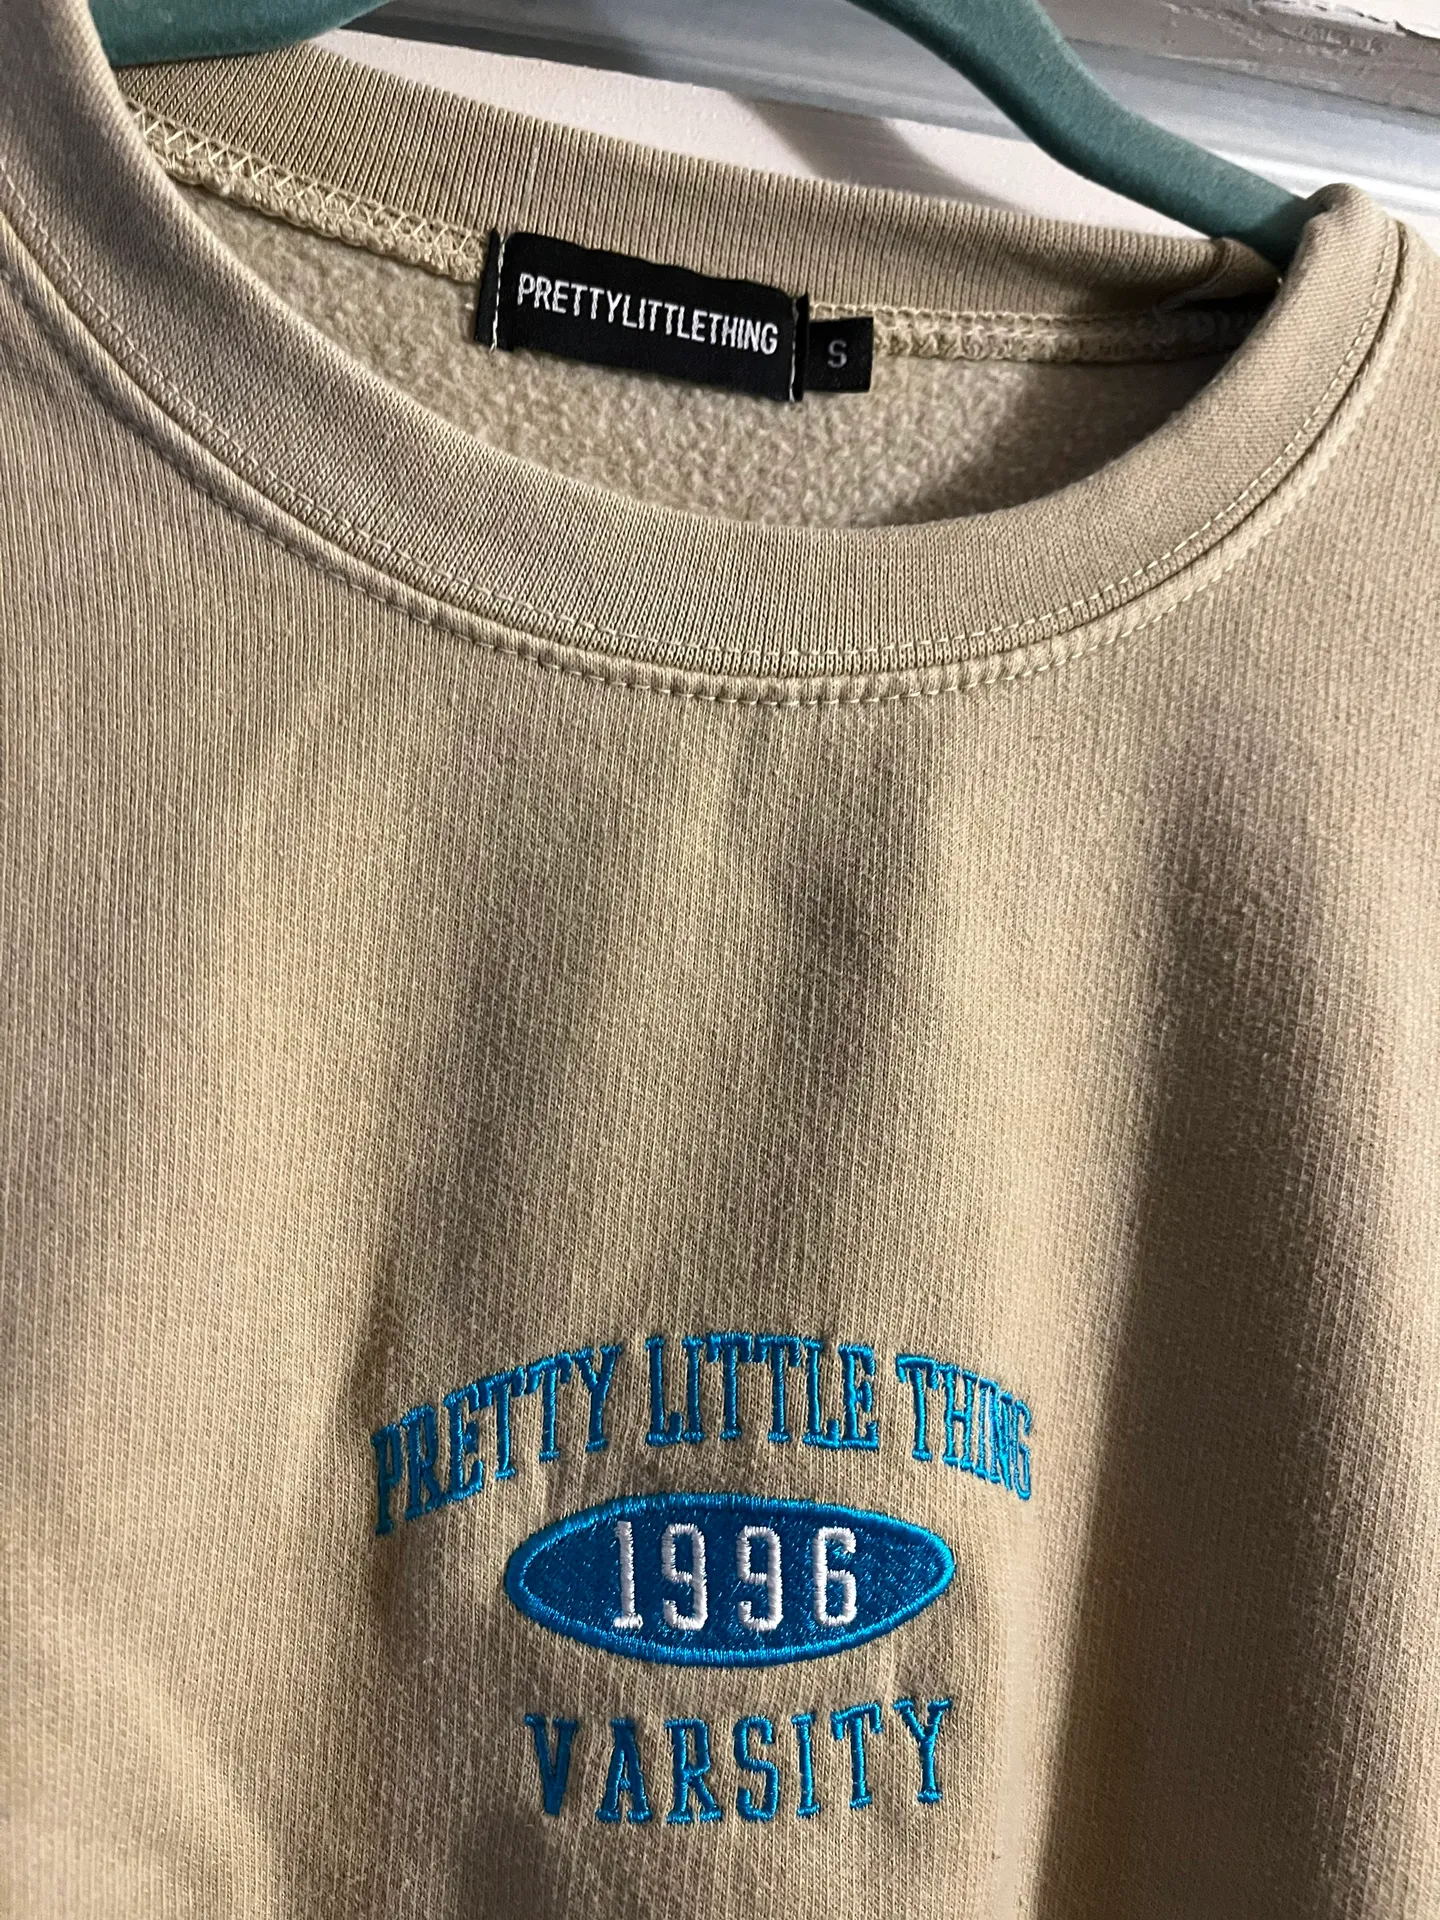 PRETTYLITTLETHING
S
PRETTY LITTLE THING
1996
VARSITY